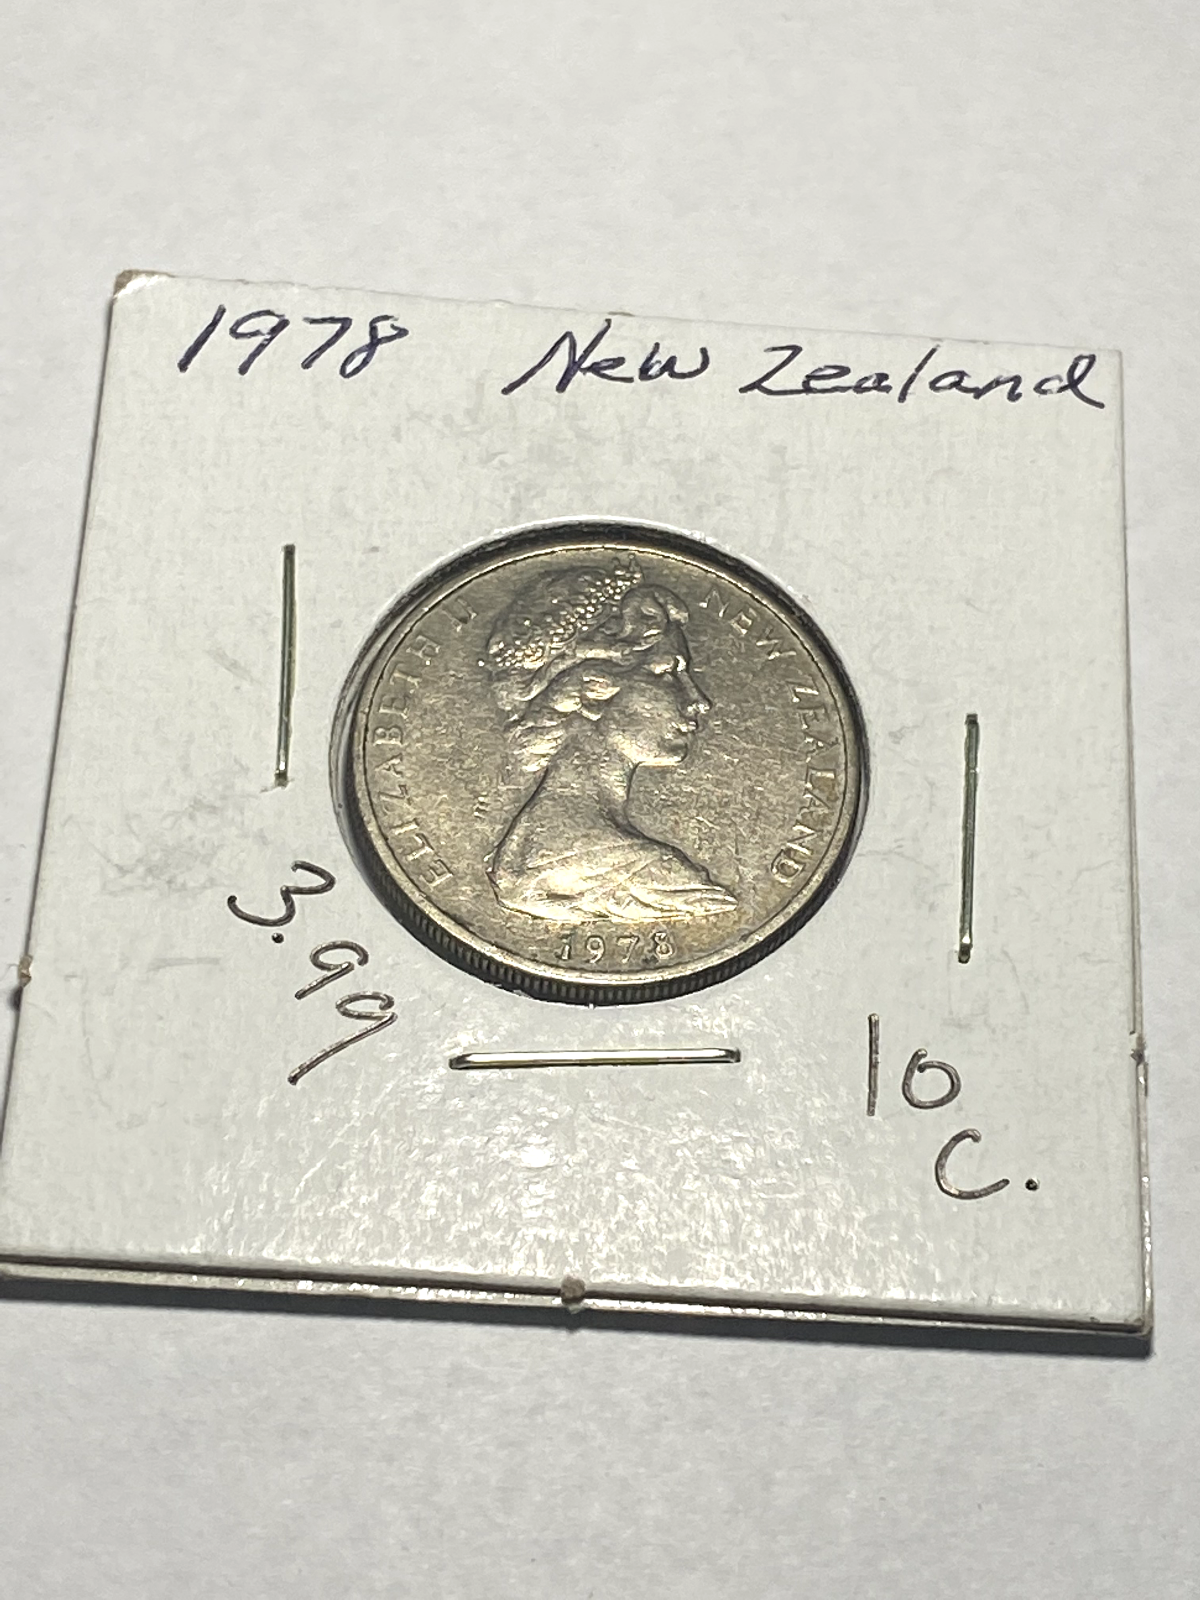 1978 New Zealand
ELIZABETH II NEW ZEALAND
1978
3.99
10
c.